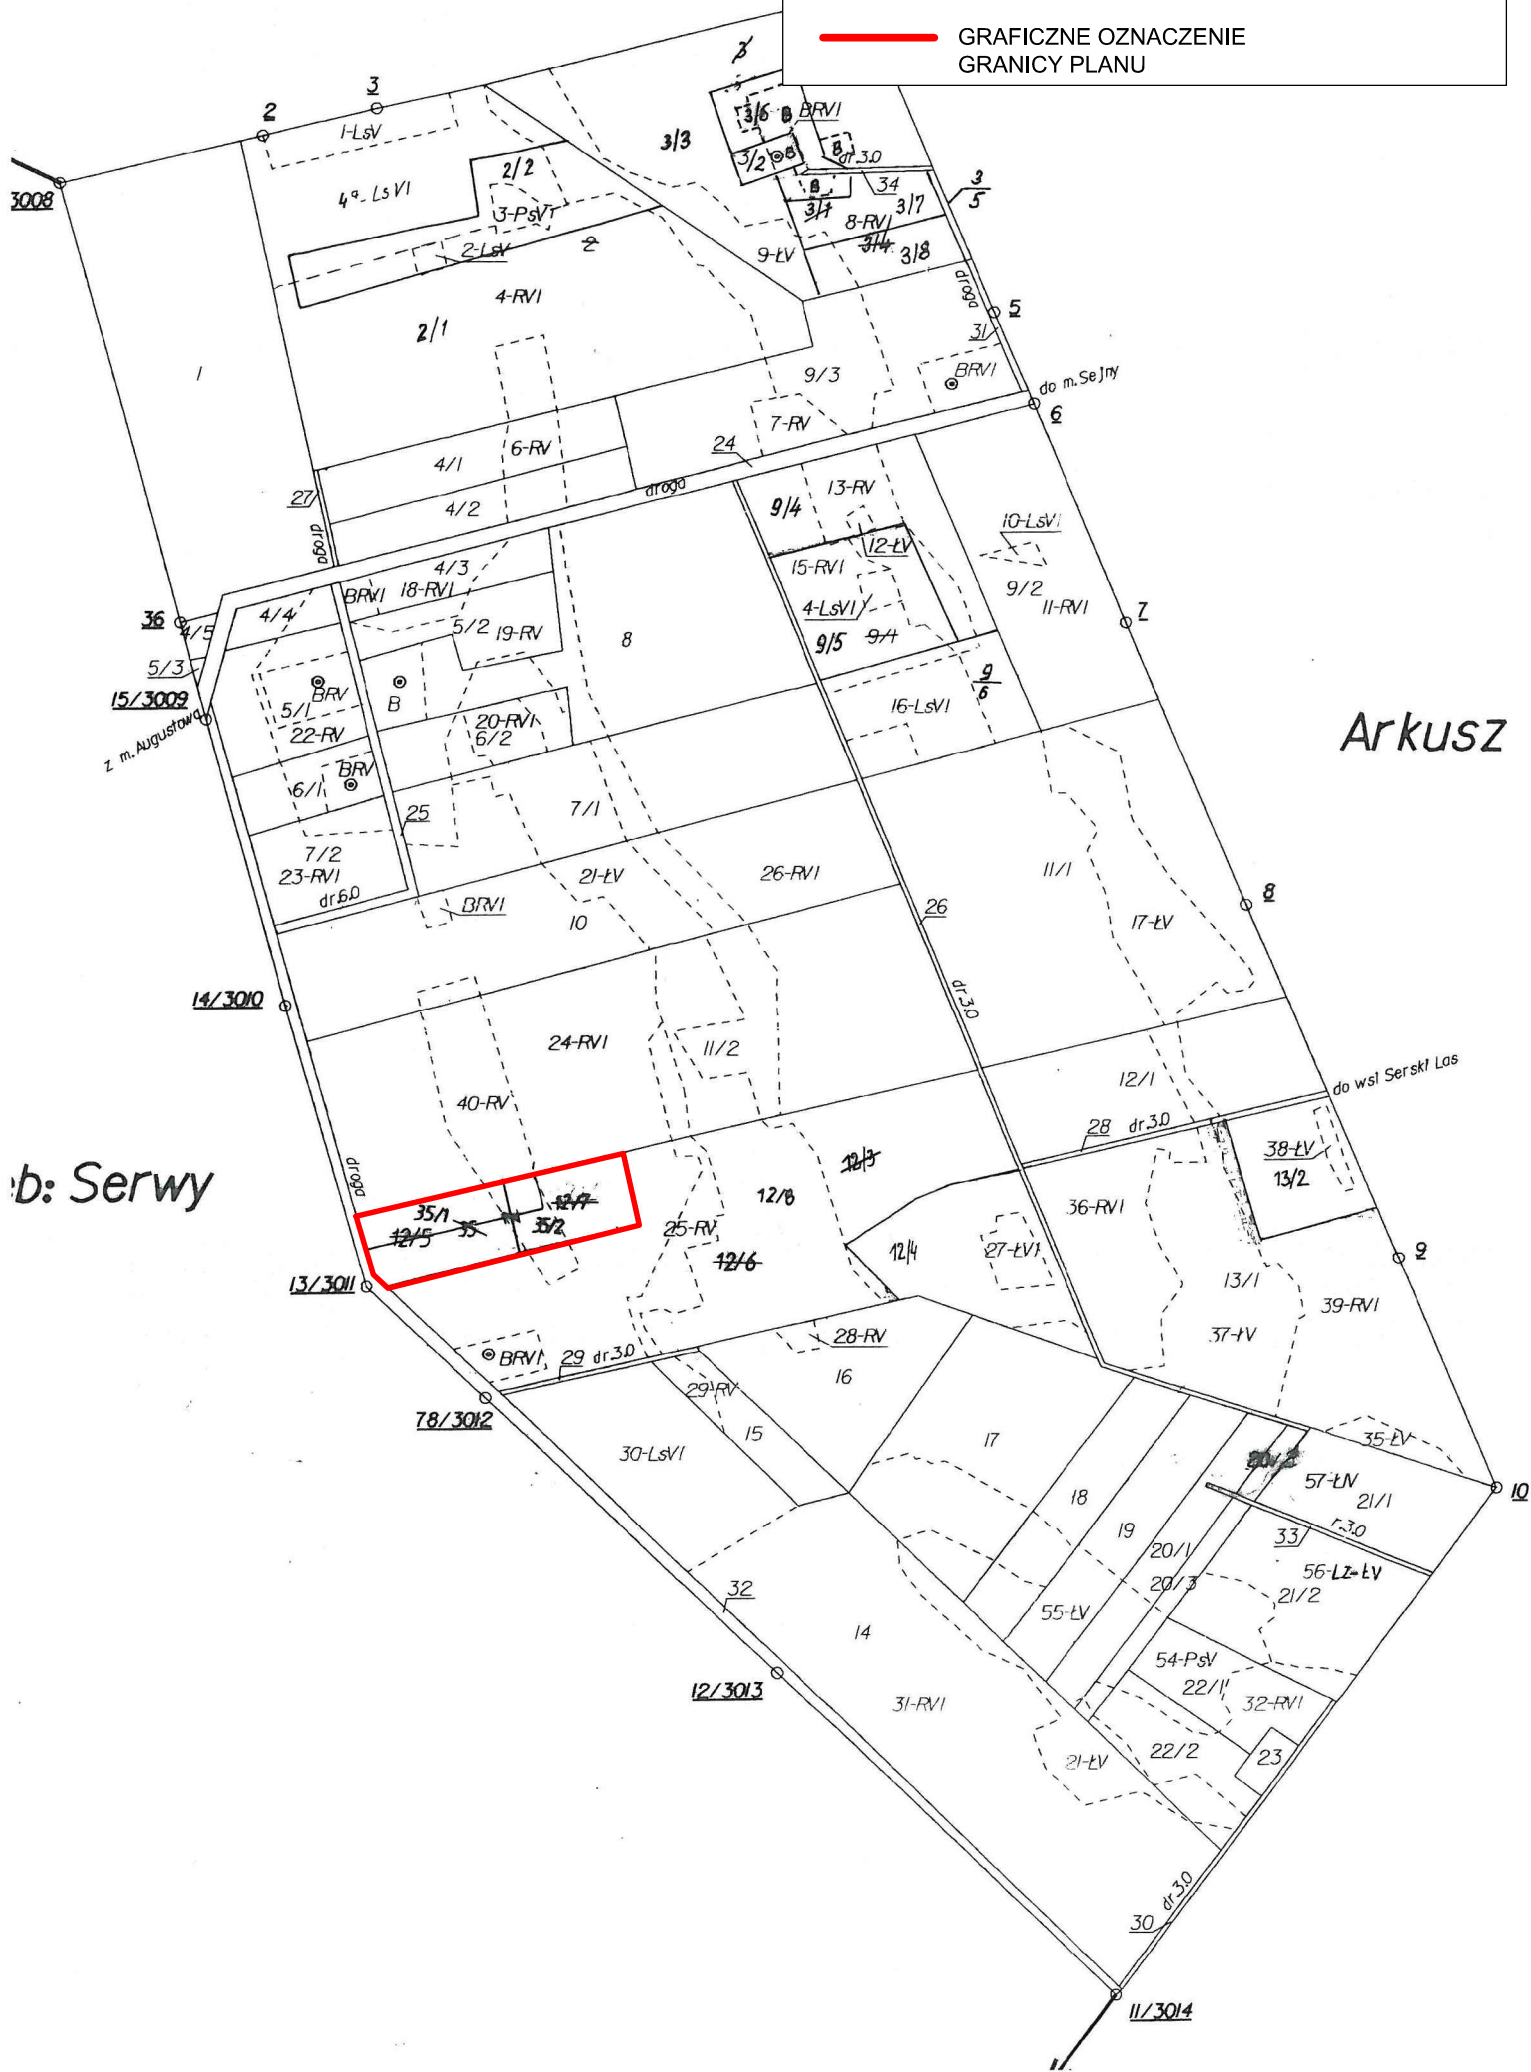 GRAFICZNE OZNACZENIE
GRANICY PLANU
3
2
3
1-LsV
3/6
B
BRVI
3/3
3008
4ª-LsVI
2/2
3/2
B
B
dr.3.0
3-PsVI
B
34
3
5
3/1
8-RVI
3/7
2-LsV
2
9-ŁV
3/4
3/8
4-RVI
droga
5
2/1
31
1
9/3
BRVI
do m.Sejny
6
7-RV
24
6-RV
4/1
droga
27
4/2
13-RV
9/4
droga
10-LsVI
12-ŁV
4/3
15-RVI
BRVI
18-RVI
9/2
11-RVI
36
4/4
4-LsVI
7
4/5
5/2
19-RV
8
9/5
9/1
5/3
9
6
15/3009
BRV
B
16-LsVI
5/1
20-RVI
z m. Augustowa
22-RV
6/2
Arkusz
BRV
6/1
7/1
25
7/2
23-RVI
21-ŁV
26-RVI
11/1
dr.6.0
BRVI
26
8
10
17-ŁV
14/3010
dr.3.0
24-RVI
11/2
12/1
do wsi Serski Las
40-RV
28
dr.3.0
38-ŁV
12/3
13/2
b: Serwy
droga
12/7
12/8
35/1
36-RVI
12/5
35
35/2
25-RV
12/4
27-ŁVI
12/6
9
13/3011
13/1
39-RVI
28-RV
37-ŁV
BRVI
29
dr.3.0
16
29-RV
78/3012
15
17
35-ŁV
30-LsVI
57-ŁIV
10
18
21/1
19
r.3.0
33
20/1
56-Lz-ŁV
20/3
21/2
32
55-ŁV
14
54-PsV
12/3013
22/1
31-RVI
32-RVI
22/2
23
21-ŁV
dr.3.0
30
11/3014